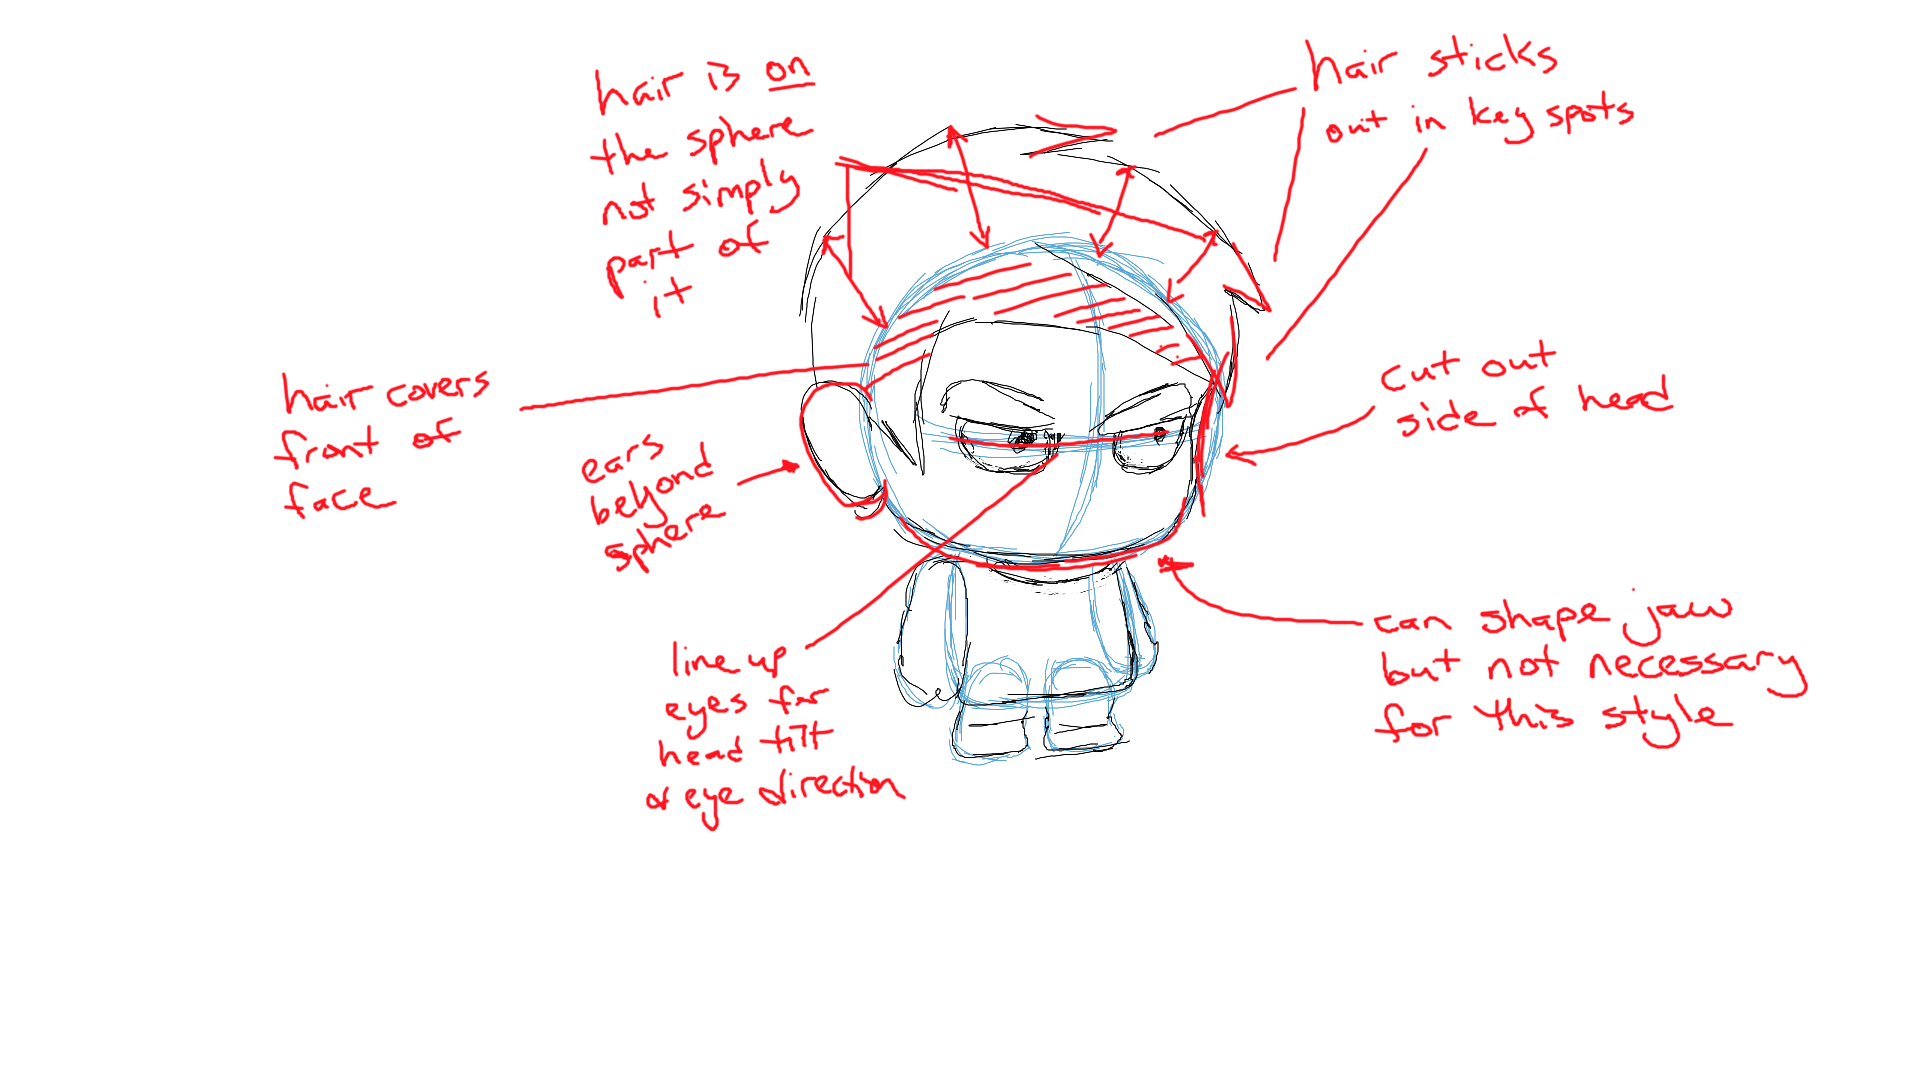 hair is on
the sphere
not simply
part of
it
hair sticks
out in key spots
hair covers
front of
face
ears
beyond
sphere
cut out
side of head
line up
eyes for
head tilt
or eye direction
can shape jaw
but not necessary
for this style